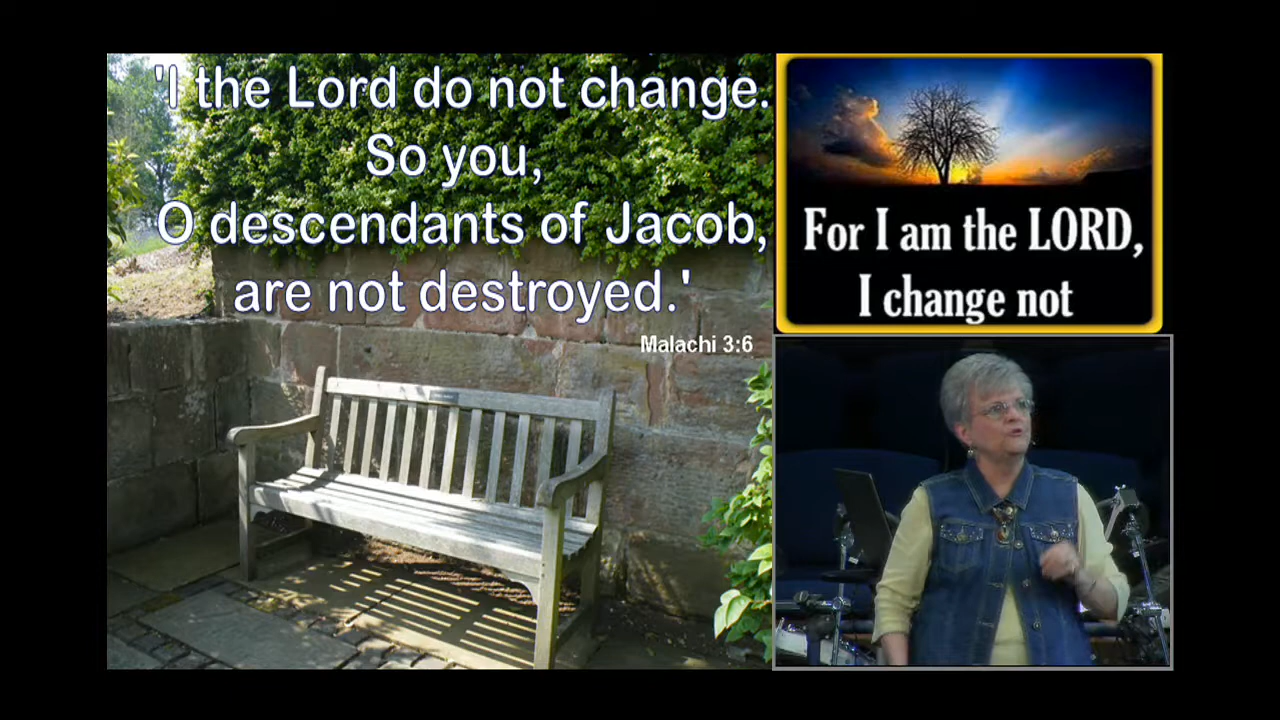 'I the Lord do not change.
So you,
O descendants of Jacob,
are not destroyed.'
Malachi 3:6
For I am the LORD,
I change not